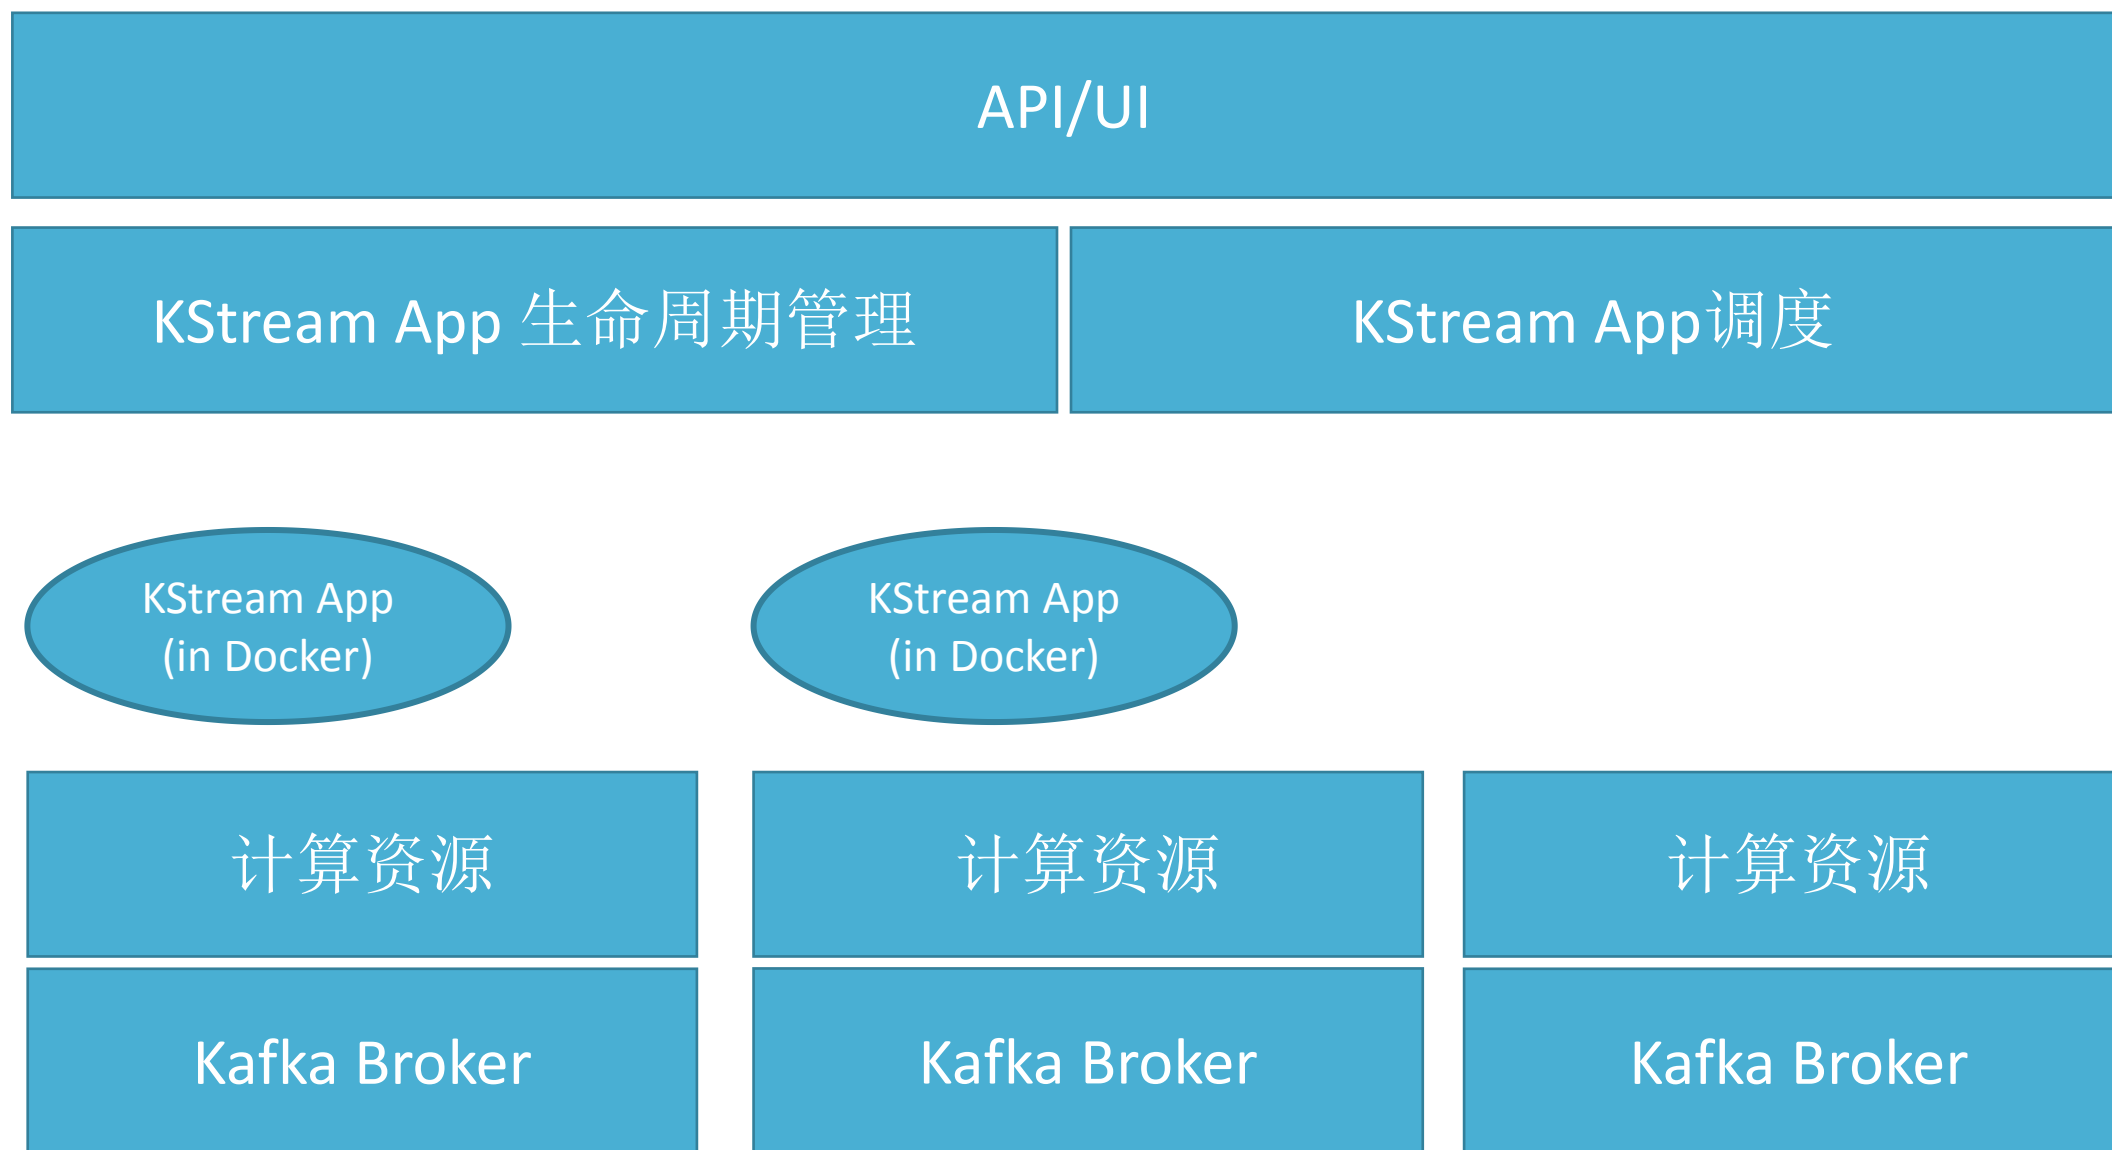 API/UI
KStream App 生命周期管理
KStream App调度
KStream App
(in Docker)
KStream App
(in Docker)
计算资源
计算资源
计算资源
Kafka Broker
Kafka Broker
Kafka Broker